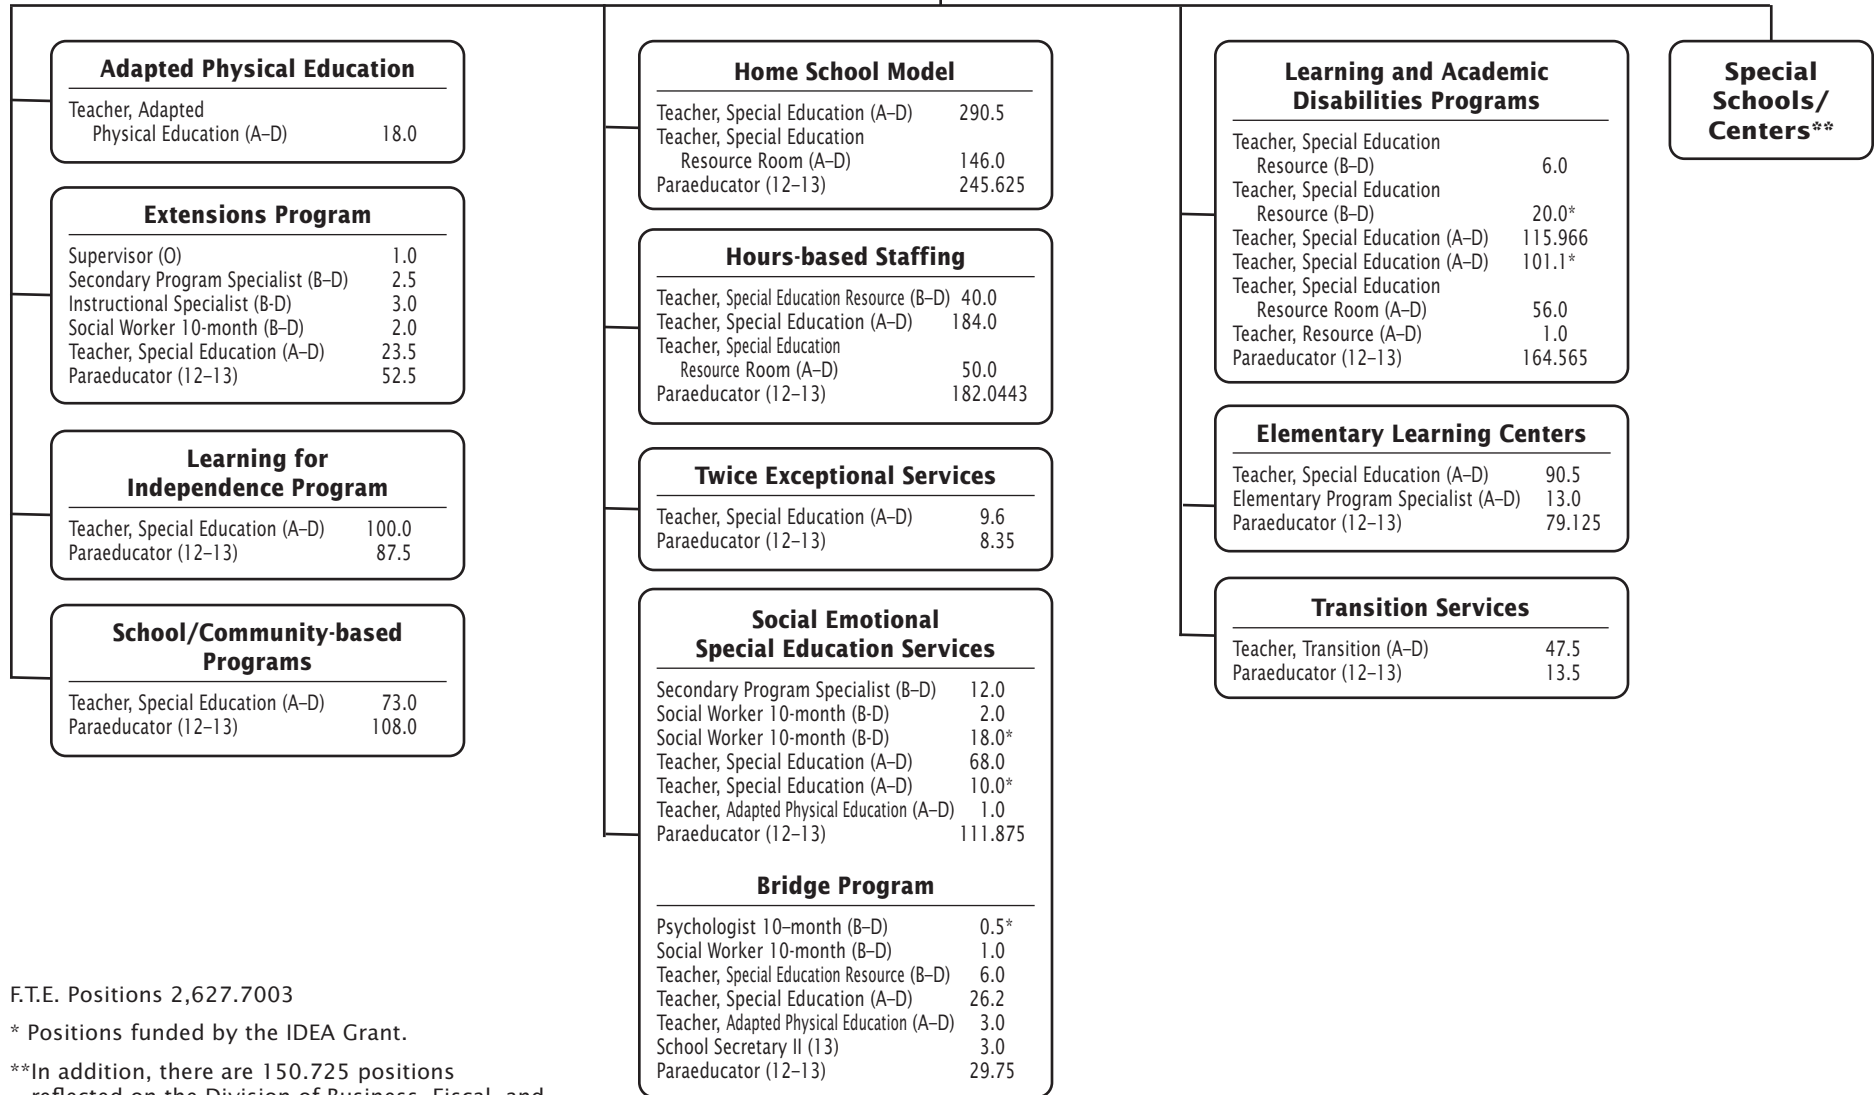 Adapted Physical Education
Teacher, Adapted
Physical Education (A–D) 18.0
Extensions Program
Supervisor (O) 1.0
Secondary Program Specialist (B–D) 2.5
Instructional Specialist (B-D) 3.0
Social Worker 10-month (B–D) 2.0
Teacher, Special Education (A–D) 23.5
Paraeducator (12–13) 52.5
Learning for
Independence Program
Teacher, Special Education (A–D) 100.0
Paraeducator (12–13) 87.5
School/Community-based
Programs
Teacher, Special Education (A–D) 73.0
Paraeducator (12–13) 108.0
Home School Model
Teacher, Special Education (A–D) 290.5
Teacher, Special Education
Resource Room (A–D) 146.0
Paraeducator (12–13) 245.625
Hours-based Staffing
Teacher, Special Education Resource (B–D) 40.0
Teacher, Special Education (A–D) 184.0
Teacher, Special Education
Resource Room (A–D) 50.0
Paraeducator (12–13) 182.0443
Twice Exceptional Services
Teacher, Special Education (A–D) 9.6
Paraeducator (12–13) 8.35
Social Emotional
Special Education Services
Secondary Program Specialist (B–D) 12.0
Social Worker 10-month (B-D) 2.0
Social Worker 10-month (B-D) 18.0*
Teacher, Special Education (A–D) 68.0
Teacher, Special Education (A–D) 10.0*
Teacher, Adapted Physical Education (A–D) 1.0
Paraeducator (12–13) 111.875
Bridge Program
Psychologist 10–month (B–D) 0.5*
Social Worker 10-month (B–D) 1.0
Teacher, Special Education Resource (B–D) 6.0
Teacher, Special Education (A–D) 26.2
Teacher, Adapted Physical Education (A–D) 3.0
School Secretary II (13) 3.0
Paraeducator (12–13) 29.75
Learning and Academic
Disabilities Programs
Teacher, Special Education
Resource (B–D) 6.0
Teacher, Special Education
Resource (B–D) 20.0*
Teacher, Special Education (A–D) 115.966
Teacher, Special Education (A–D) 101.1*
Teacher, Special Education
Resource Room (A–D) 56.0
Teacher, Resource (A–D) 1.0
Paraeducator (12–13) 164.565
Elementary Learning Centers
Teacher, Special Education (A–D) 90.5
Elementary Program Specialist (A–D) 13.0
Paraeducator (12–13) 79.125
Transition Services
Teacher, Transition (A–D) 47.5
Paraeducator (12–13) 13.5
Special
Schools/
Centers**
F.T.E. Positions 2,627.7003
* Positions funded by the IDEA Grant.
**In addition, there are 150.725 positions
reflected on the Division of Business, Fiscal, and